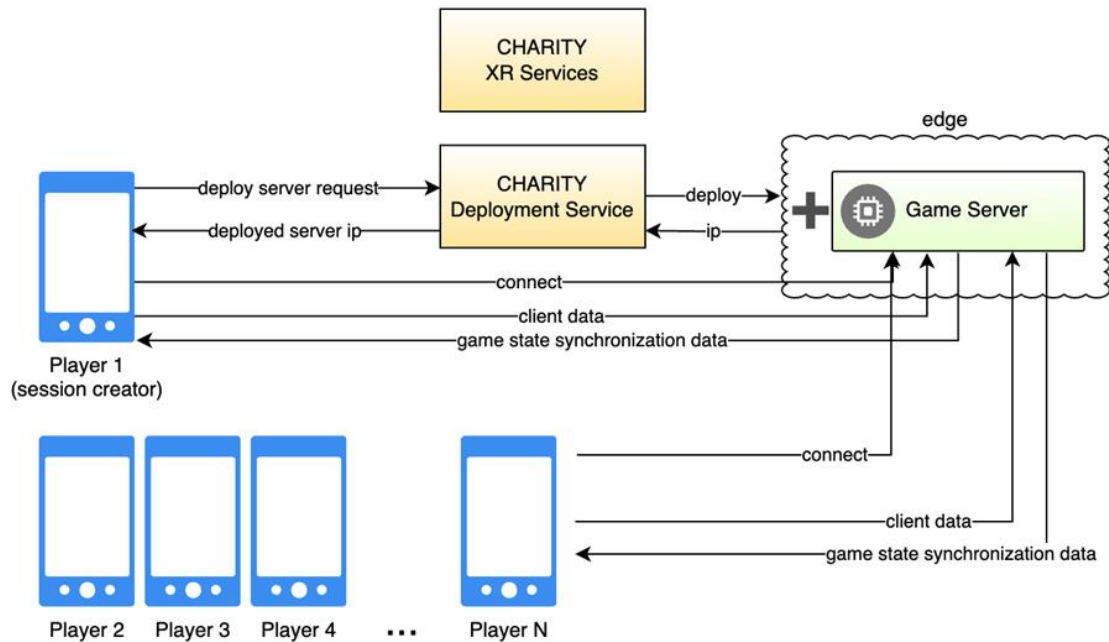 CHARITY
XR Services
edge
deploy server request
CHARITY
Deployment Service
deploy
Game Server
deployed server ip
ip
connect
client data
game state synchronization data
Player 1
(session creator)
connect
client data
game state synchronization data
Player 2
Player 3
Player 4
...
Player N